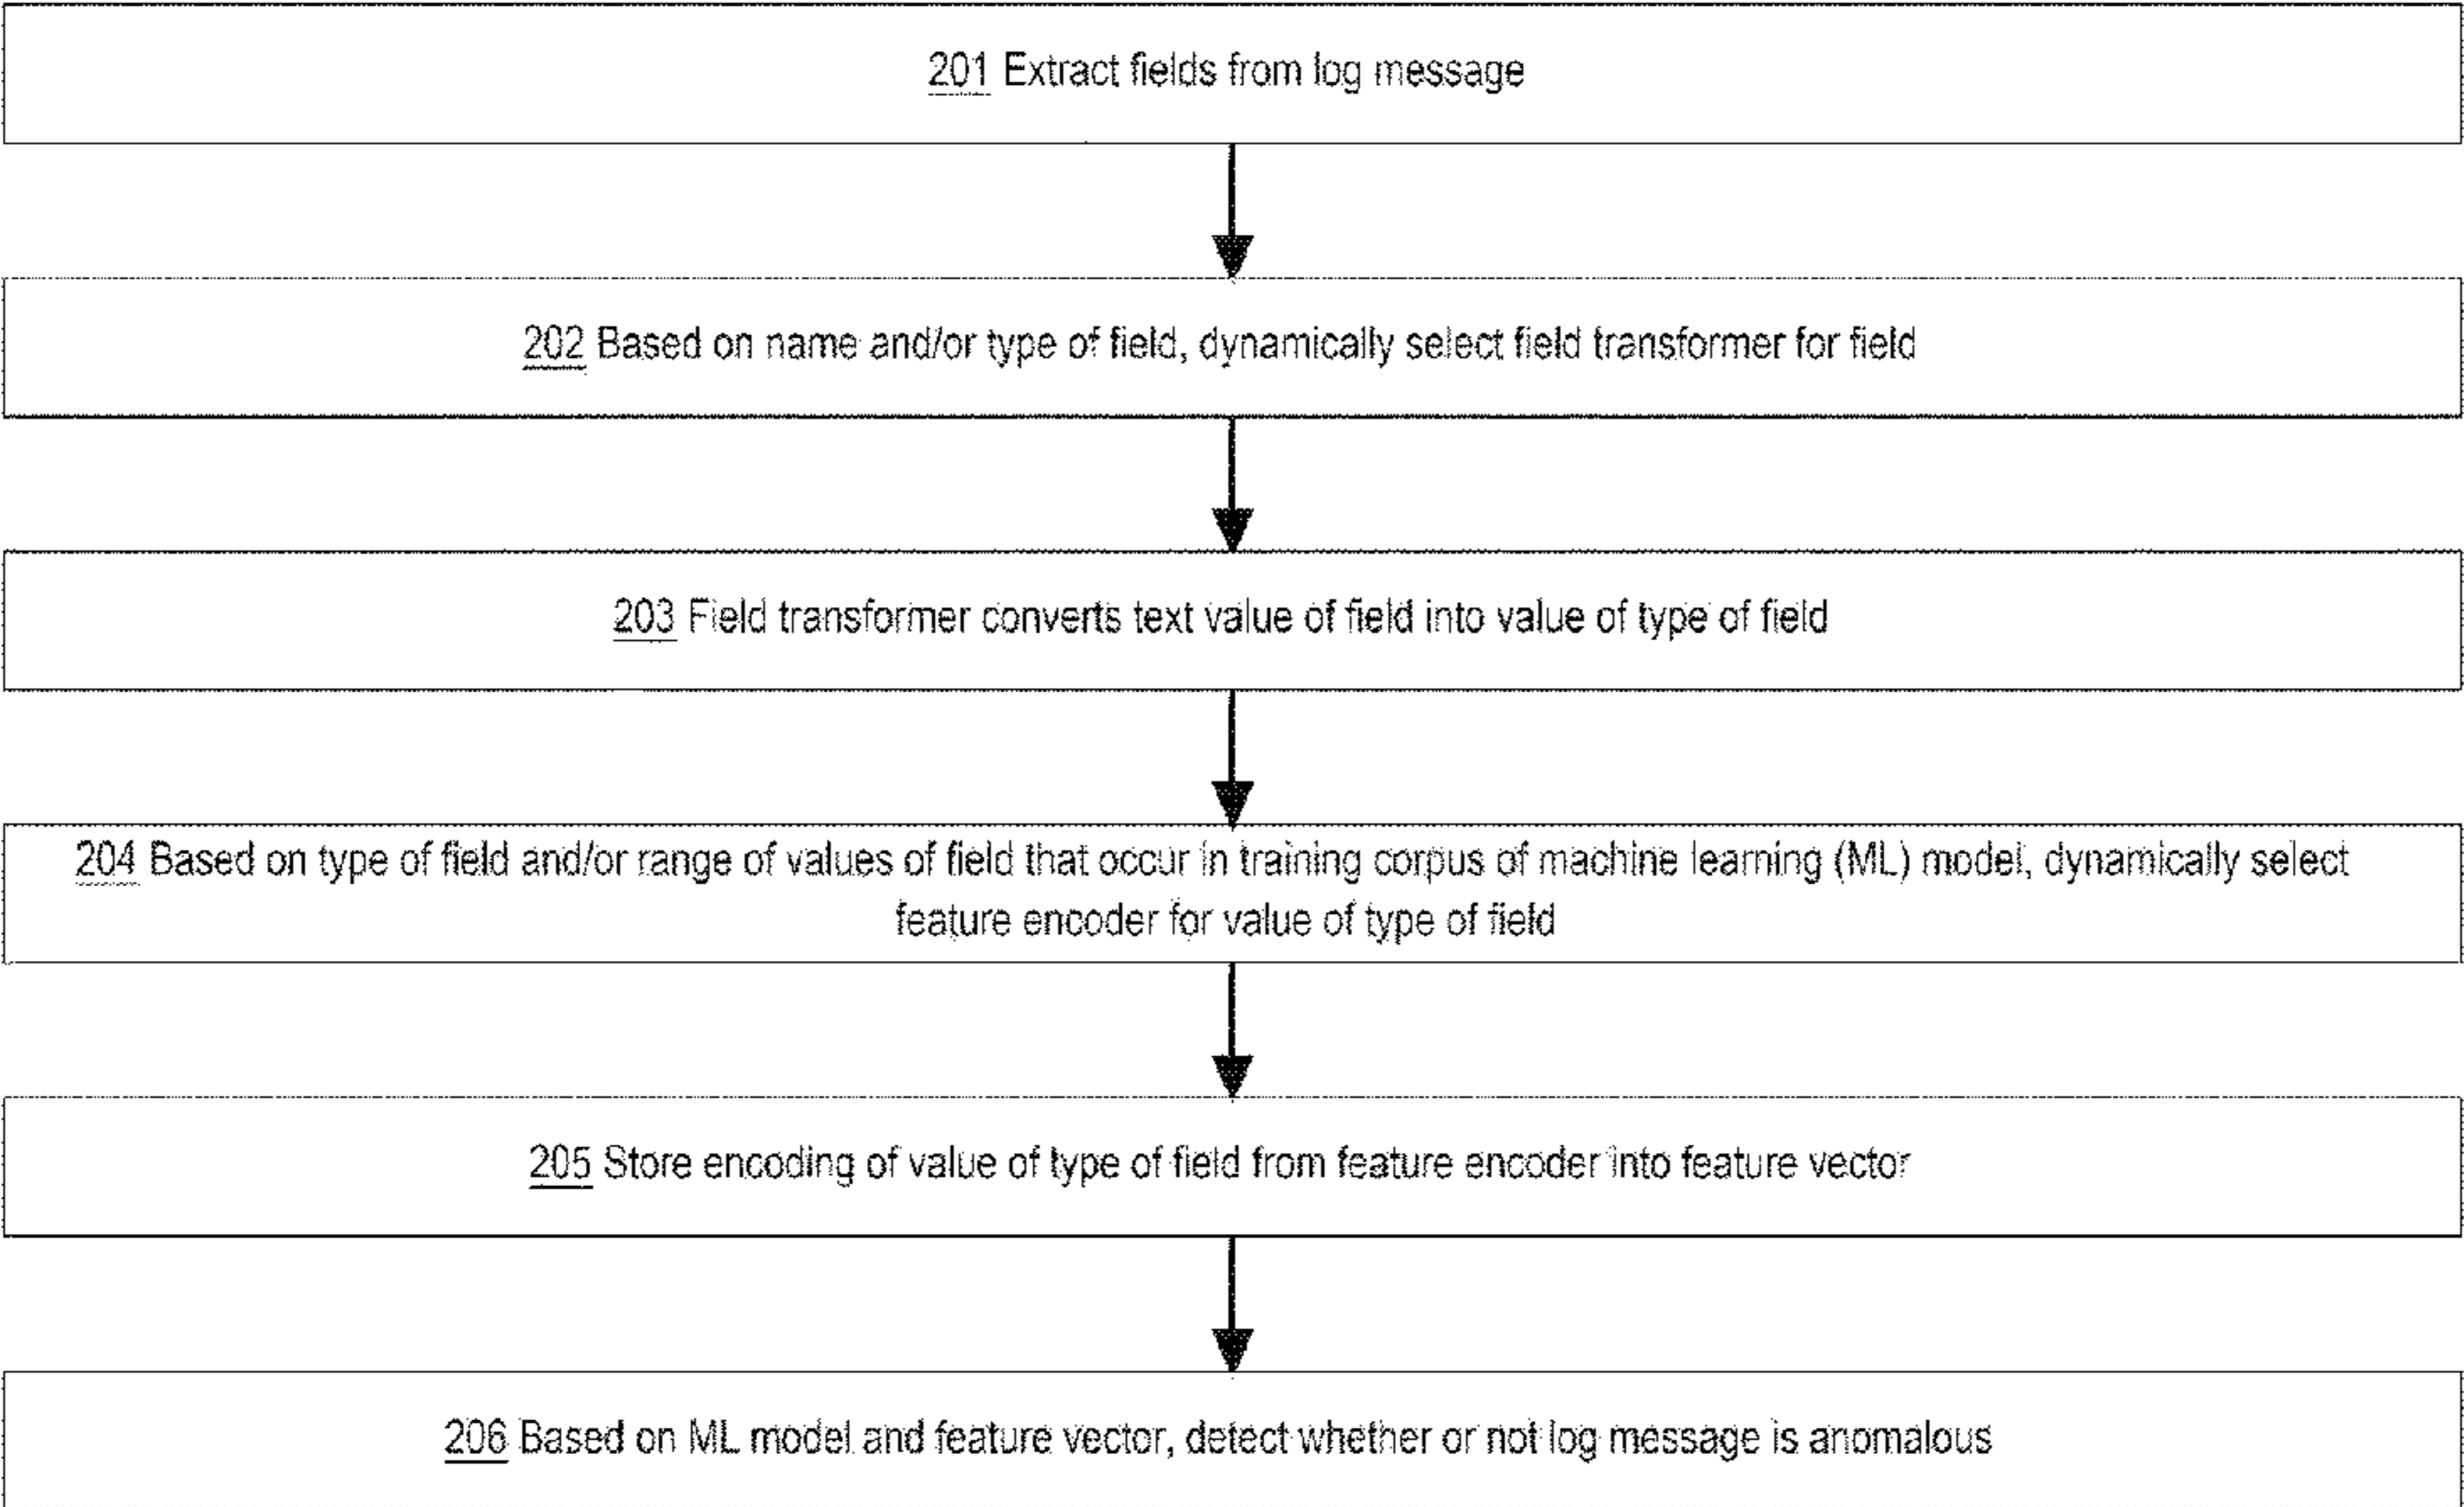 201 Extract fields from log message
202 Based on name and/or type of field, dynamically select field transformer for field
203 Field transformer converts text value of field into value of type of field
204 Based on type of field and/or range of values of field that occur in training corpus of machine learning (ML) model, dynamically select
feature encoder for value of type of field
205 Store encoding of value of type of field from feature encoder into feature vector
206 Based on ML model and feature vector, detect whether or not log message is anomalous